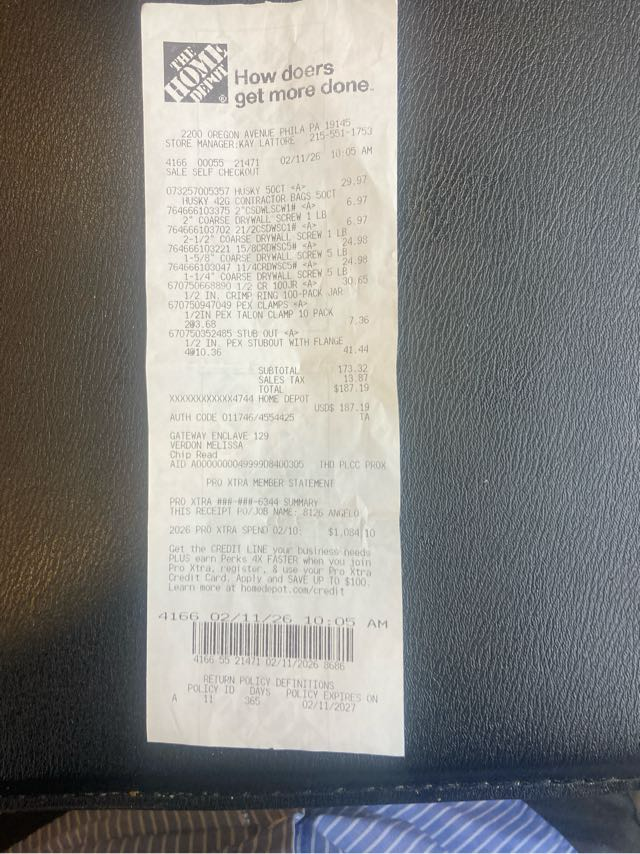 THE
HOME
DEPOT
How doers
get more done.
2200 OREGON AVENUE PHILA PA 19145
STORE MANAGER:KAY LATTORE 215-551-1753
4166 00055 21471 02/11/26 10:05 AM
SALE SELF CHECKOUT
073257005357 HUSKY 50CT <A> 29.97
HUSKY 42G CONTRACTOR BAGS 50CT
764666103375 2"CSDWLSCW1# <A> 6.97
2" COARSE DRYWALL SCREW 1 LB
764666103702 21/2CSDWSC1# <A> 6.97
2-1/2" COARSE DRYWALL SCREW 1 LB
764666103221 15/8CRDWSC5# <A> 24.98
1-5/8" COARSE DRYWALL SCREW 5 LB
764666103047 11/4CRDWSC5# <A> 24.98
1-1/4" COARSE DRYWALL SCREW 5 LB
670750668890 1/2 CR 100JR <A> 30.65
1/2 IN. CRIMP RING 100-PACK JAR
670750947049 PEX CLAMPS <A>
1/2IN PEX TALON CLAMP 10 PACK
2@3.68 7.36
670750352485 STUB OUT <A>
1/2 IN. PEX STUBOUT WITH FLANGE
4@10.36 41.44
SUBTOTAL 173.32
SALES TAX 13.87
TOTAL $187.19
XXXXXXXXXXXX4744 HOME DEPOT
USD$ 187.19
AUTH CODE 011746/4554425 TA
GATEWAY ENCLAVE 129
VERDON MELISSA
Chip Read
AID A0000000049999D8400305 THD PLCC PROX
PRO XTRA MEMBER STATEMENT
PRO XTRA ###-###-6344 SUMMARY
THIS RECEIPT PO/JOB NAME: 8126 ANGELO
2026 PRO XTRA SPEND 02/10: $1,084.10
Get the CREDIT LINE your business needs
PLUS earn Perks 4X FASTER when you join
Pro Xtra, register, & use your Pro Xtra
Credit Card. Apply and SAVE UP TO $100.
Learn more at homedepot.com/credit
4166 02/11/26 10:05 AM
4166 55 21471 02/11/2026 8686
RETURN POLICY DEFINITIONS
POLICY ID DAYS POLICY EXPIRES ON
A 11 365 02/11/2027